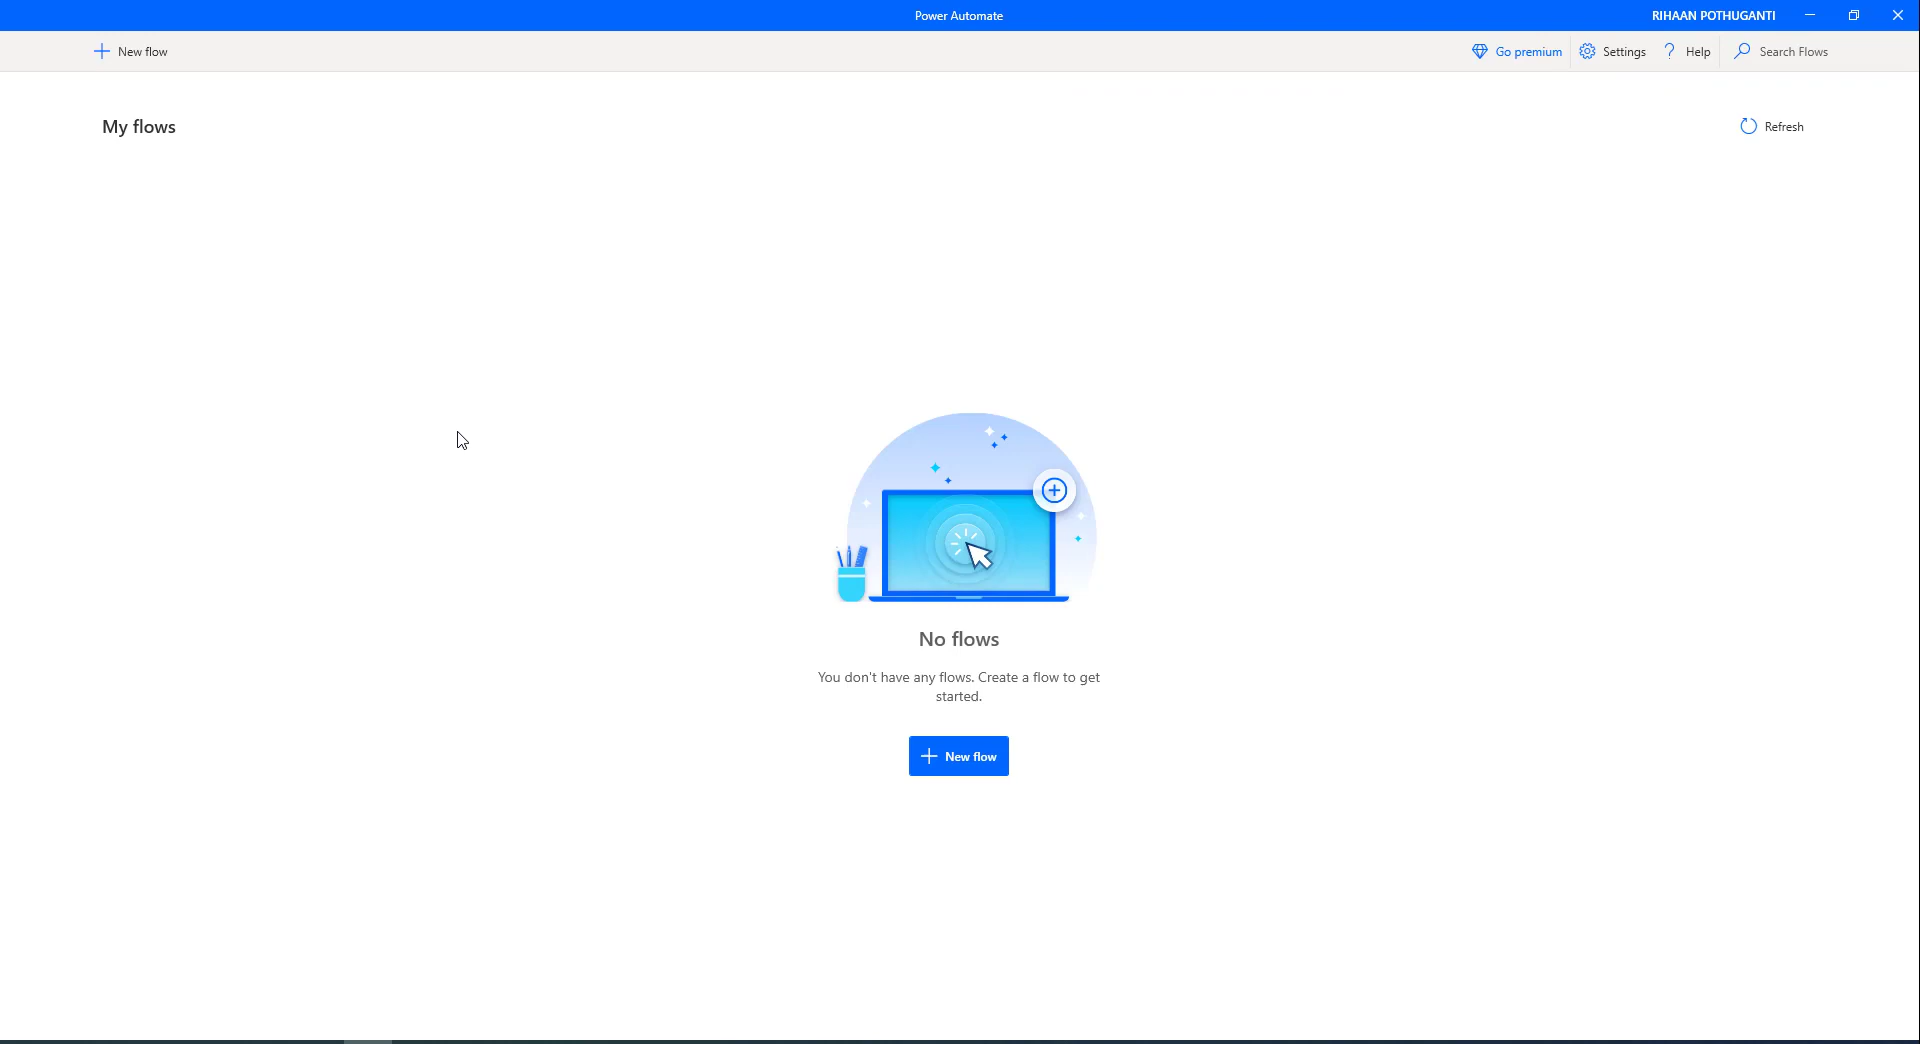 Power Automate
RIHAAN POTHUGANTI
New flow
Go premium
Settings
Help
Search Flows
My flows
Refresh
No flows
You don't have any flows. Create a flow to get
started.
New flow